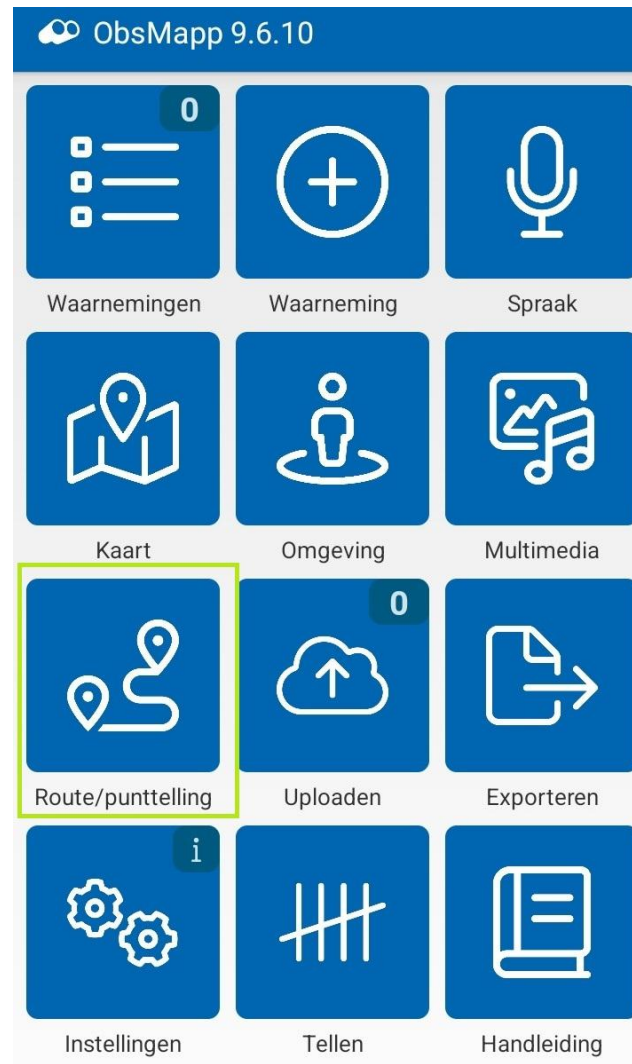 ObsMapp 9.6.10
0
Waarnemingen Waarneming Spraak
Kaart Omgeving Multimedia
0
Route/punttelling Uploaden Exporteren
i
Instellingen Tellen Handleiding